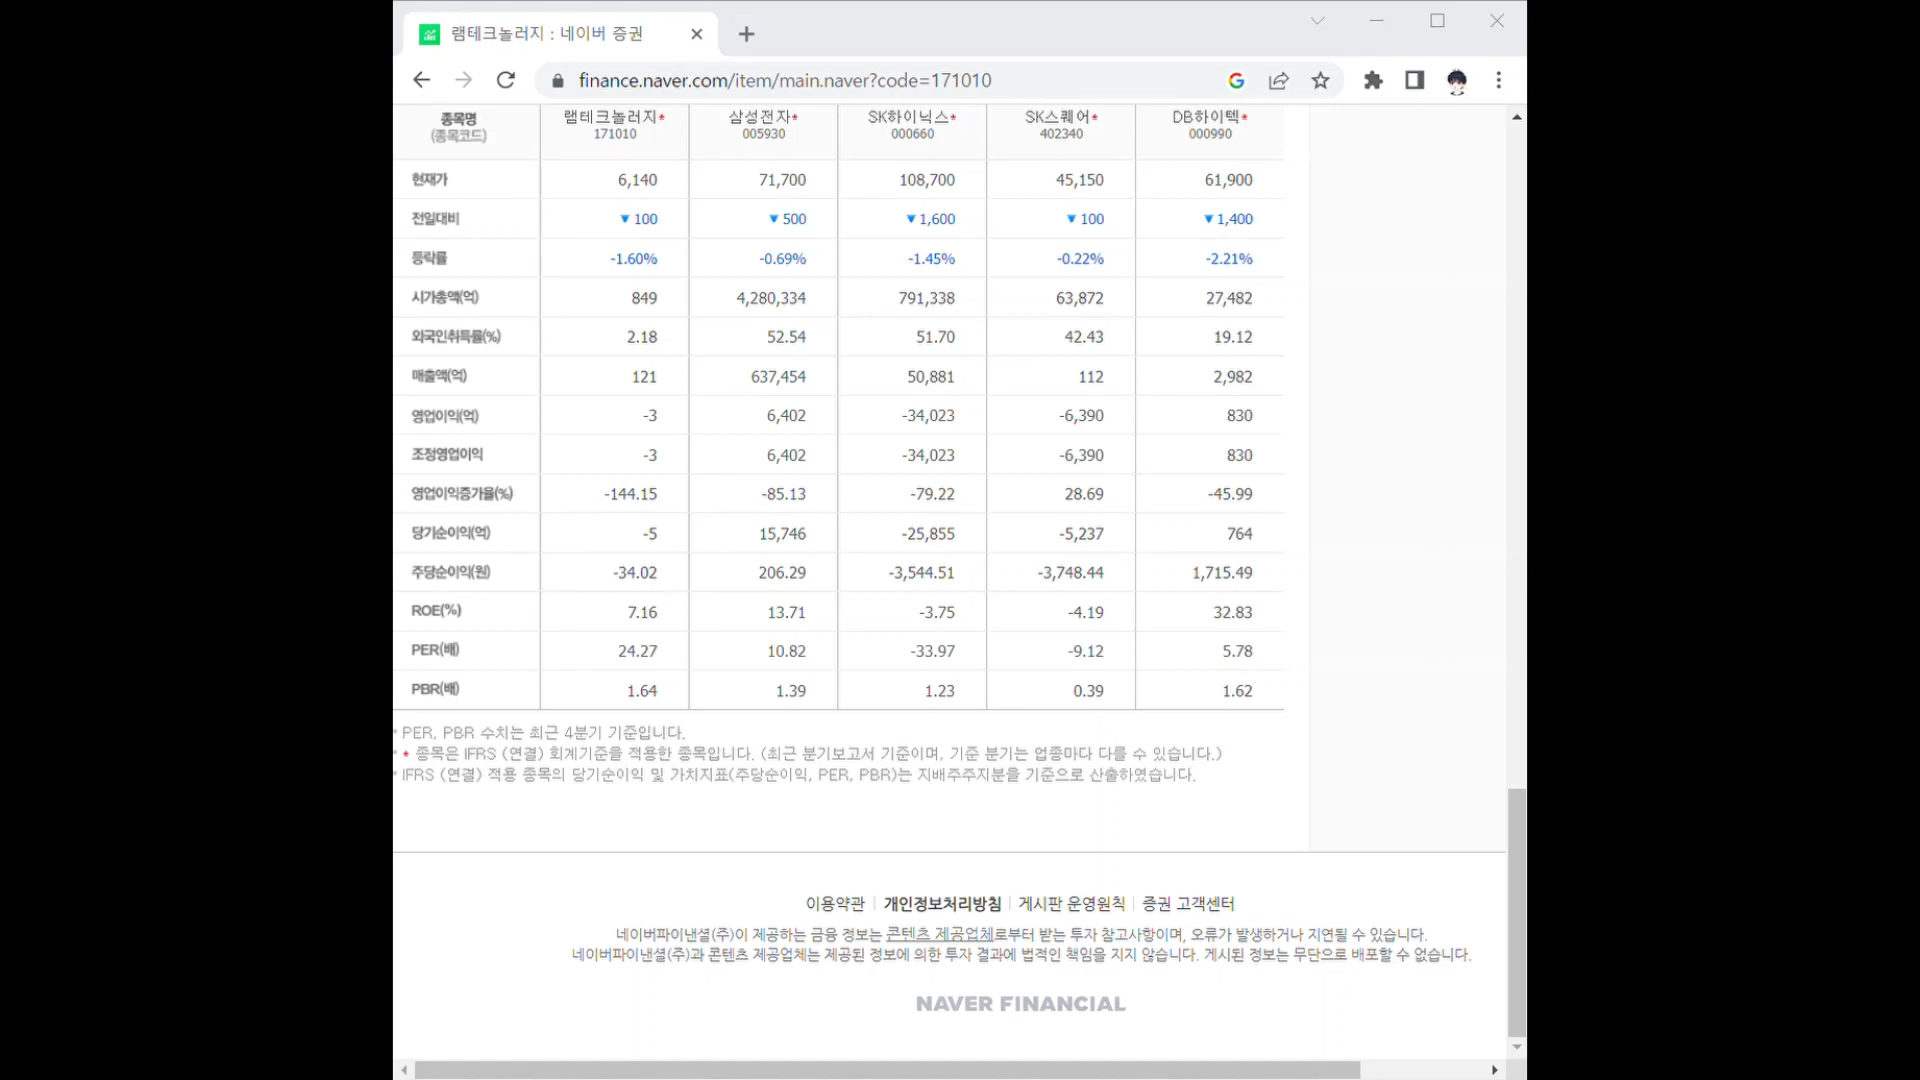 램테크놀러지 : 네이버 증권
finance.naver.com/item/main.naver?code=171010
종목명 램테크놀러지* 삼성전자* SK하이닉스* SK스퀘어* DB하이텍*
(종목코드) 171010 005930 000660 402340 000990
현재가 6,140 71,700 108,700 45,150 61,900
전일대비 ▼100 ▼500 ▼1,600 ▼100 ▼1,400
등락률 -1.60% -0.69% -1.45% -0.22% -2.21%
시가총액(억) 849 4,280,334 791,338 63,872 27,482
외국인취득률(%) 2.18 52.54 51.70 42.43 19.12
매출액(억) 121 637,454 50,881 112 2,982
영업이익(억) -3 6,402 -34,023 -6,390 830
조정영업이익 -3 6,402 -34,023 -6,390 830
영업이익증가율(%) -144.15 -85.13 -79.22 28.69 -45.99
당기순이익(억) -5 15,746 -25,855 -5,237 764
주당순이익(원) -34.02 206.29 -3,544.51 -3,748.44 1,715.49
ROE(%) 7.16 13.71 -3.75 -4.19 32.83
PER(배) 24.27 10.82 -33.97 -9.12 5.78
PBR(배) 1.64 1.39 1.23 0.39 1.62
* PER, PBR 수치는 최근 4분기 기준입니다.
* * 종목은 IFRS (연결) 회계기준을 적용한 종목입니다. (최근 분기보고서 기준이며, 기준 분기는 업종마다 다를 수 있습니다.)
* IFRS (연결) 적용 종목의 당기순이익 및 가치지표(주당순이익, PER, PBR)는 지배주주지분을 기준으로 산출하였습니다.
이용약관 | 개인정보처리방침 | 게시판 운영원칙 | 증권 고객센터
네이버파이낸셜(주)이 제공하는 금융 정보는 콘텐츠 제공업체로부터 받는 투자 참고사항이며, 오류가 발생하거나 지연될 수 있습니다.
네이버파이낸셜(주)과 콘텐츠 제공업체는 제공된 정보에 의한 투자 결과에 법적인 책임을 지지 않습니다. 게시된 정보는 무단으로 배포할 수 없습니다.
NAVER FINANCIAL